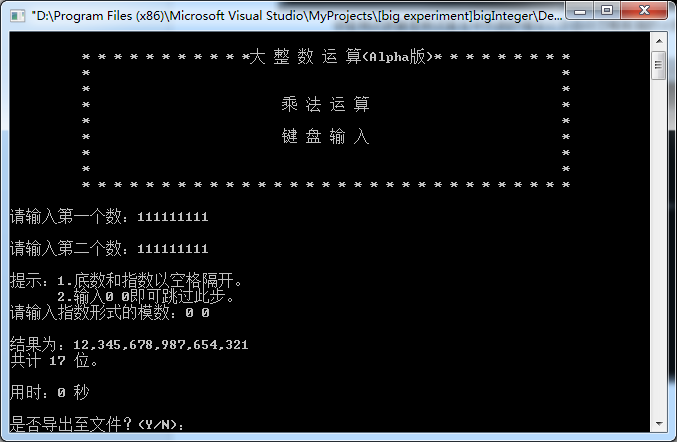 "D:\Program Files (x86)\Microsoft Visual Studio\MyProjects\[big experiment]bigInteger\De...
* * * * * * * * * * *大 整 数 运 算(Alpha版)* * * * * * * * *
* *
* *
* 乘 法 运 算 *
* *
* 键 盘 输 入 *
* *
* *
* * * * * * * * * * * * * * * * * * * * * * * * * * * * * * *
请输入第一个数：111111111
请输入第二个数：111111111
提示：1.底数和指数以空格隔开。
2.输入0 0即可跳过此步。
请输入指数形式的模数：0 0
结果为：12,345,678,987,654,321
共计 17 位。
用时：0 秒
是否导出至文件？(Y/N)：